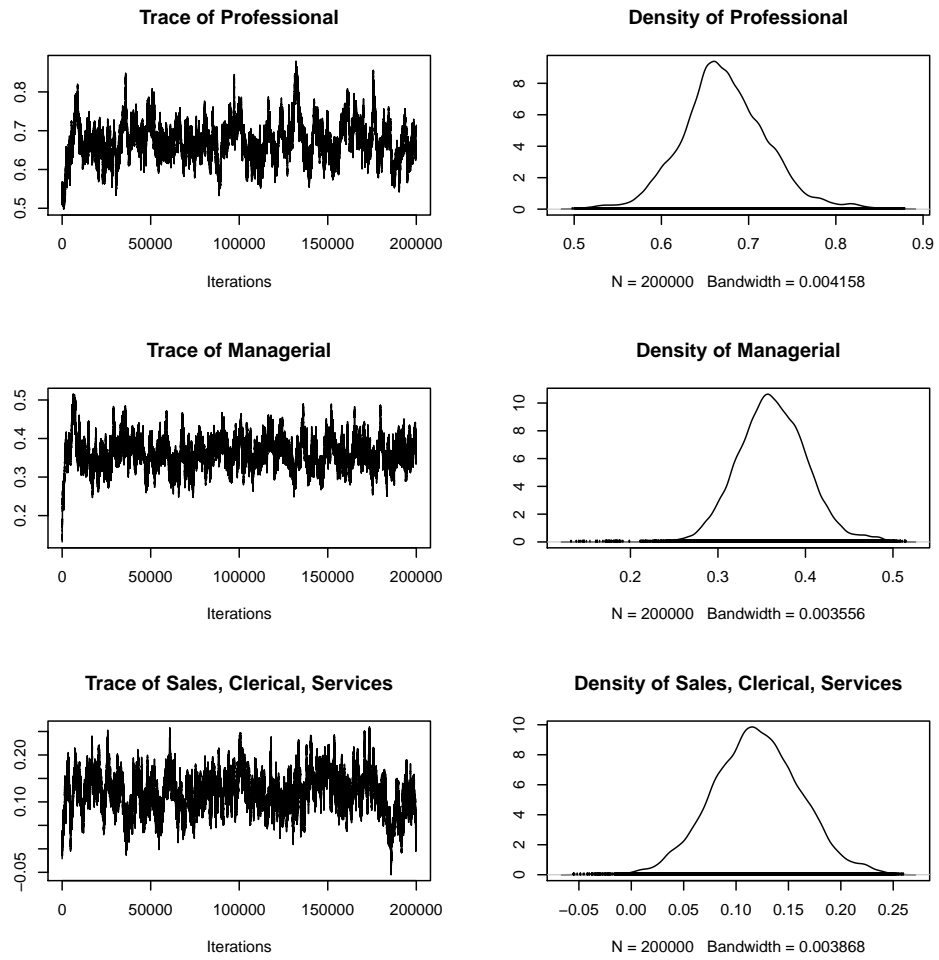 Trace of Professional
0.5 0.6 0.7 0.8
0 50000 100000 150000 200000
Iterations
Density of Professional
0 2 4 6 8
0.5 0.6 0.7 0.8 0.9
N = 200000 Bandwidth = 0.004158
Trace of Managerial
0.2 0.3 0.4 0.5
0 50000 100000 150000 200000
Iterations
Density of Managerial
0 2 4 6 8 10
0.2 0.3 0.4 0.5
N = 200000 Bandwidth = 0.003556
Trace of Sales, Clerical, Services
−0.05 0.10 0.20
0 50000 100000 150000 200000
Iterations
Density of Sales, Clerical, Services
0 2 4 6 8 10
−0.05 0.00 0.05 0.10 0.15 0.20 0.25
N = 200000 Bandwidth = 0.003868